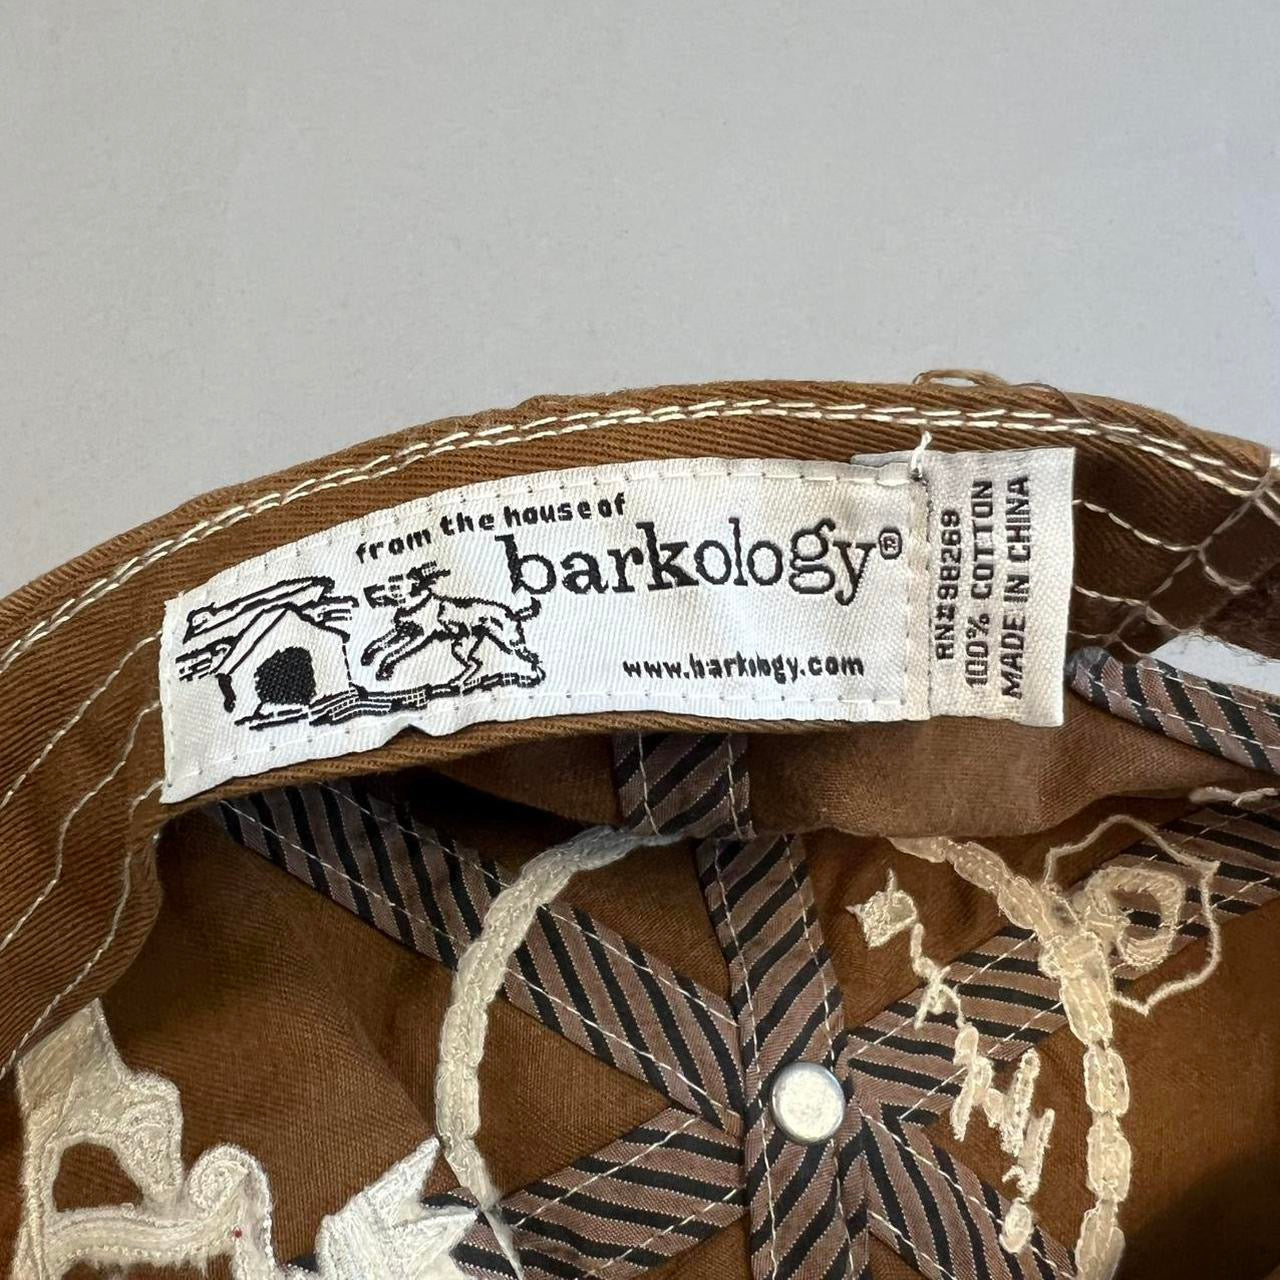 from the house of
barkology®
www.barkology.com
RN#98269
100% COTTON
MADE IN CHINA